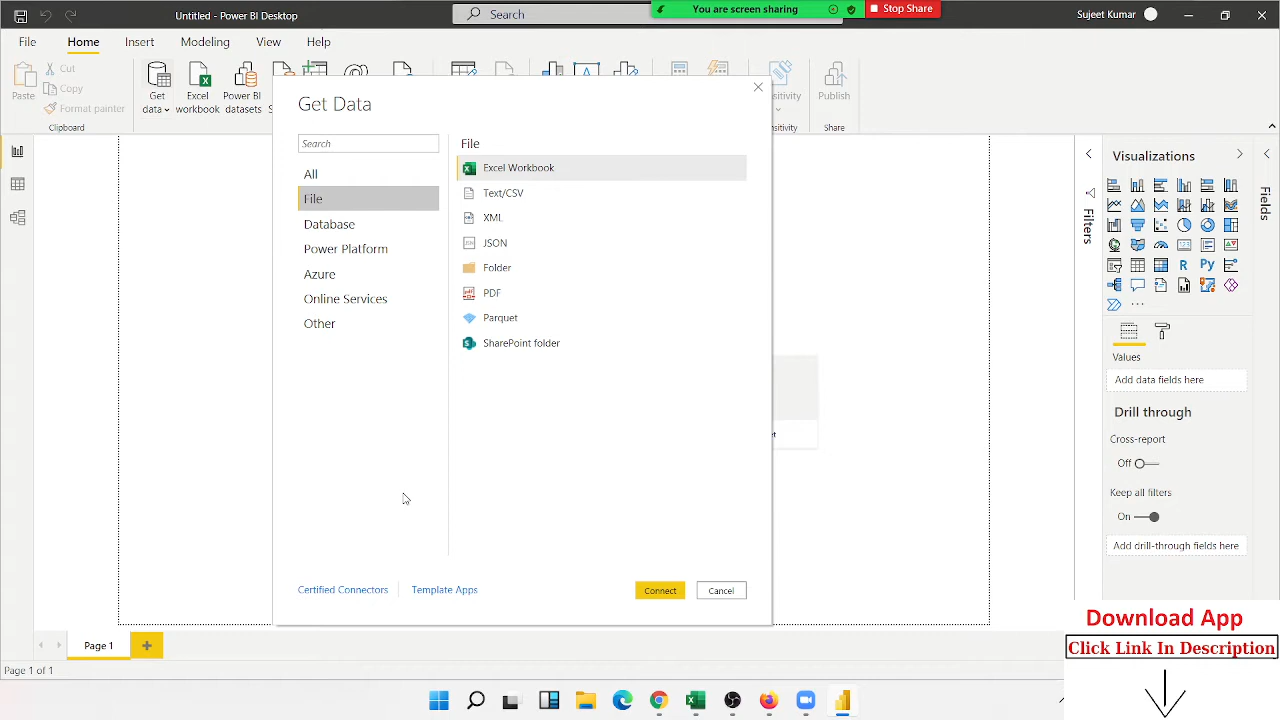 Untitled - Power BI Desktop
Search
You are screen sharing
Stop Share
Sujeet Kumar
File
Home
Insert
Modeling
View
Help
Paste
Cut
Copy
Format painter
Clipboard
Get
data
Excel
workbook
Power BI
datasets
Publish
Share
Get Data
Search
All
File
Database
Power Platform
Azure
Online Services
Other
File
Excel Workbook
Text/CSV
XML
JSON
Folder
PDF
Parquet
SharePoint folder
Certified Connectors
Template Apps
Connect
Cancel
Filters
Visualizations
Fields
Values
Add data fields here
Drill through
Cross-report
Off
Keep all filters
On
Add drill-through fields here
Page 1
Page 1 of 1
Download App
Click Link In Description